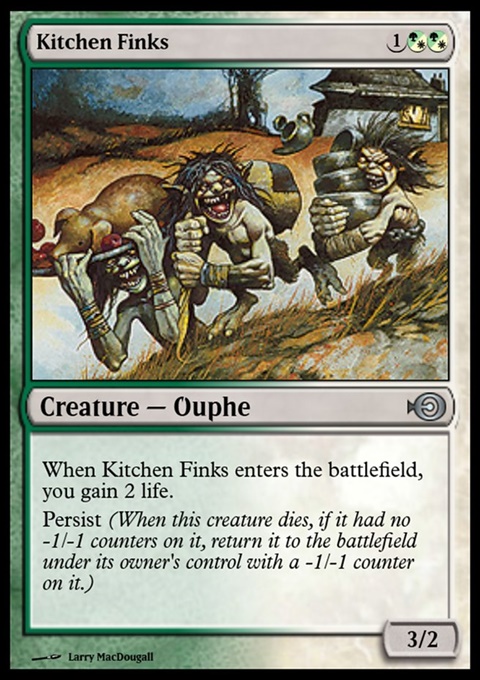 Kitchen Finks 1
Creature — Ouphe
When Kitchen Finks enters the battlefield,
you gain 2 life.
Persist (When this creature dies, if it had no
-1/-1 counters on it, return it to the battlefield
under its owner's control with a -1/-1 counter
on it.)
3/2
Larry MacDougall